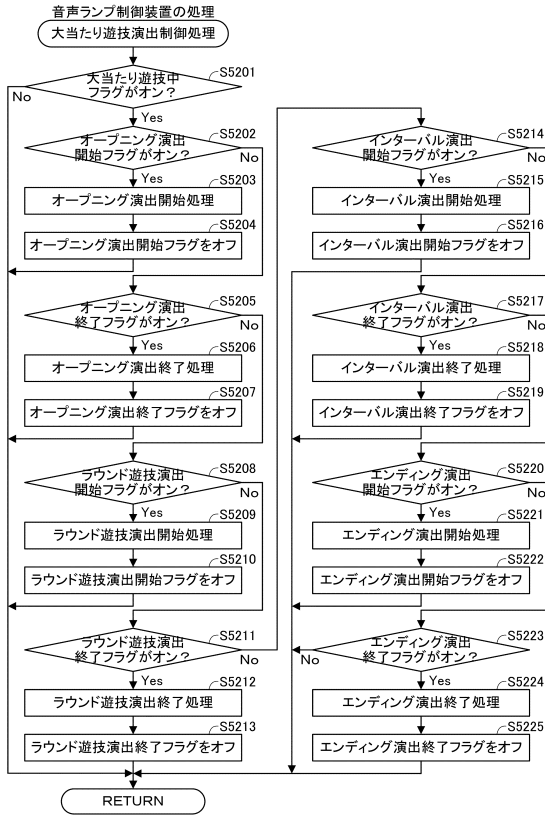 音声ランプ制御装置の処理
大当たり遊技演出制御処理
S5201
大当たり遊技中
フラグがオン？
No
Yes
S5202
オープニング演出
開始フラグがオン？
No
Yes
S5203
オープニング演出開始処理
S5204
オープニング演出開始フラグをオフ
S5205
オープニング演出
終了フラグがオン？
No
Yes
S5206
オープニング演出終了処理
S5207
オープニング演出終了フラグをオフ
S5208
ラウンド遊技演出
開始フラグがオン？
No
Yes
S5209
ラウンド遊技演出開始処理
S5210
ラウンド遊技演出開始フラグをオフ
S5211
ラウンド遊技演出
終了フラグがオン？
No
Yes
S5212
ラウンド遊技演出終了処理
S5213
ラウンド遊技演出終了フラグをオフ
S5214
インターバル演出
開始フラグがオン？
No
Yes
S5215
インターバル演出開始処理
S5216
インターバル演出開始フラグをオフ
S5217
インターバル演出
終了フラグがオン？
No
Yes
S5218
インターバル演出終了処理
S5219
インターバル演出終了フラグをオフ
S5220
エンディング演出
開始フラグがオン？
No
Yes
S5221
エンディング演出開始処理
S5222
エンディング演出開始フラグをオフ
S5223
エンディング演出
終了フラグがオン？
No
Yes
S5224
エンディング演出終了処理
S5225
エンディング演出終了フラグをオフ
RETURN